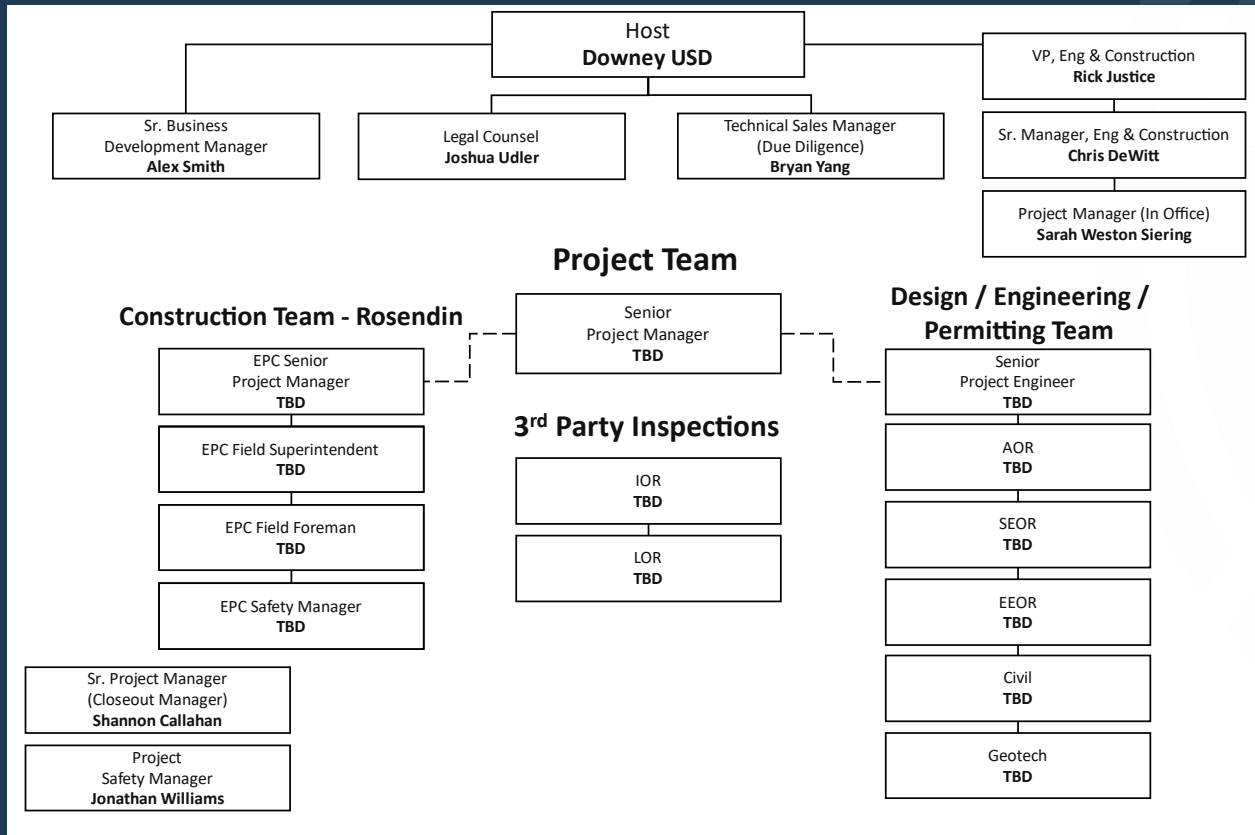 Host
Downey USD
VP, Eng & Construction
Rick Justice
Sr. Business
Development Manager
Alex Smith
Legal Counsel
Joshua Udler
Technical Sales Manager
(Due Diligence)
Bryan Yang
Sr. Manager, Eng & Construction
Chris DeWitt
Project Manager (In Office)
Sarah Weston Siering
Project Team
Senior
Project Manager
TBD
Construction Team - Rosendin
EPC Senior
Project Manager
TBD
EPC Field Superintendent
TBD
EPC Field Foreman
TBD
EPC Safety Manager
TBD
3rd Party Inspections
IOR
TBD
LOR
TBD
Design / Engineering /
Permitting Team
Senior
Project Engineer
TBD
AOR
TBD
SEOR
TBD
EEOR
TBD
Civil
TBD
Geotech
TBD
Sr. Project Manager
(Closeout Manager)
Shannon Callahan
Project
Safety Manager
Jonathan Williams